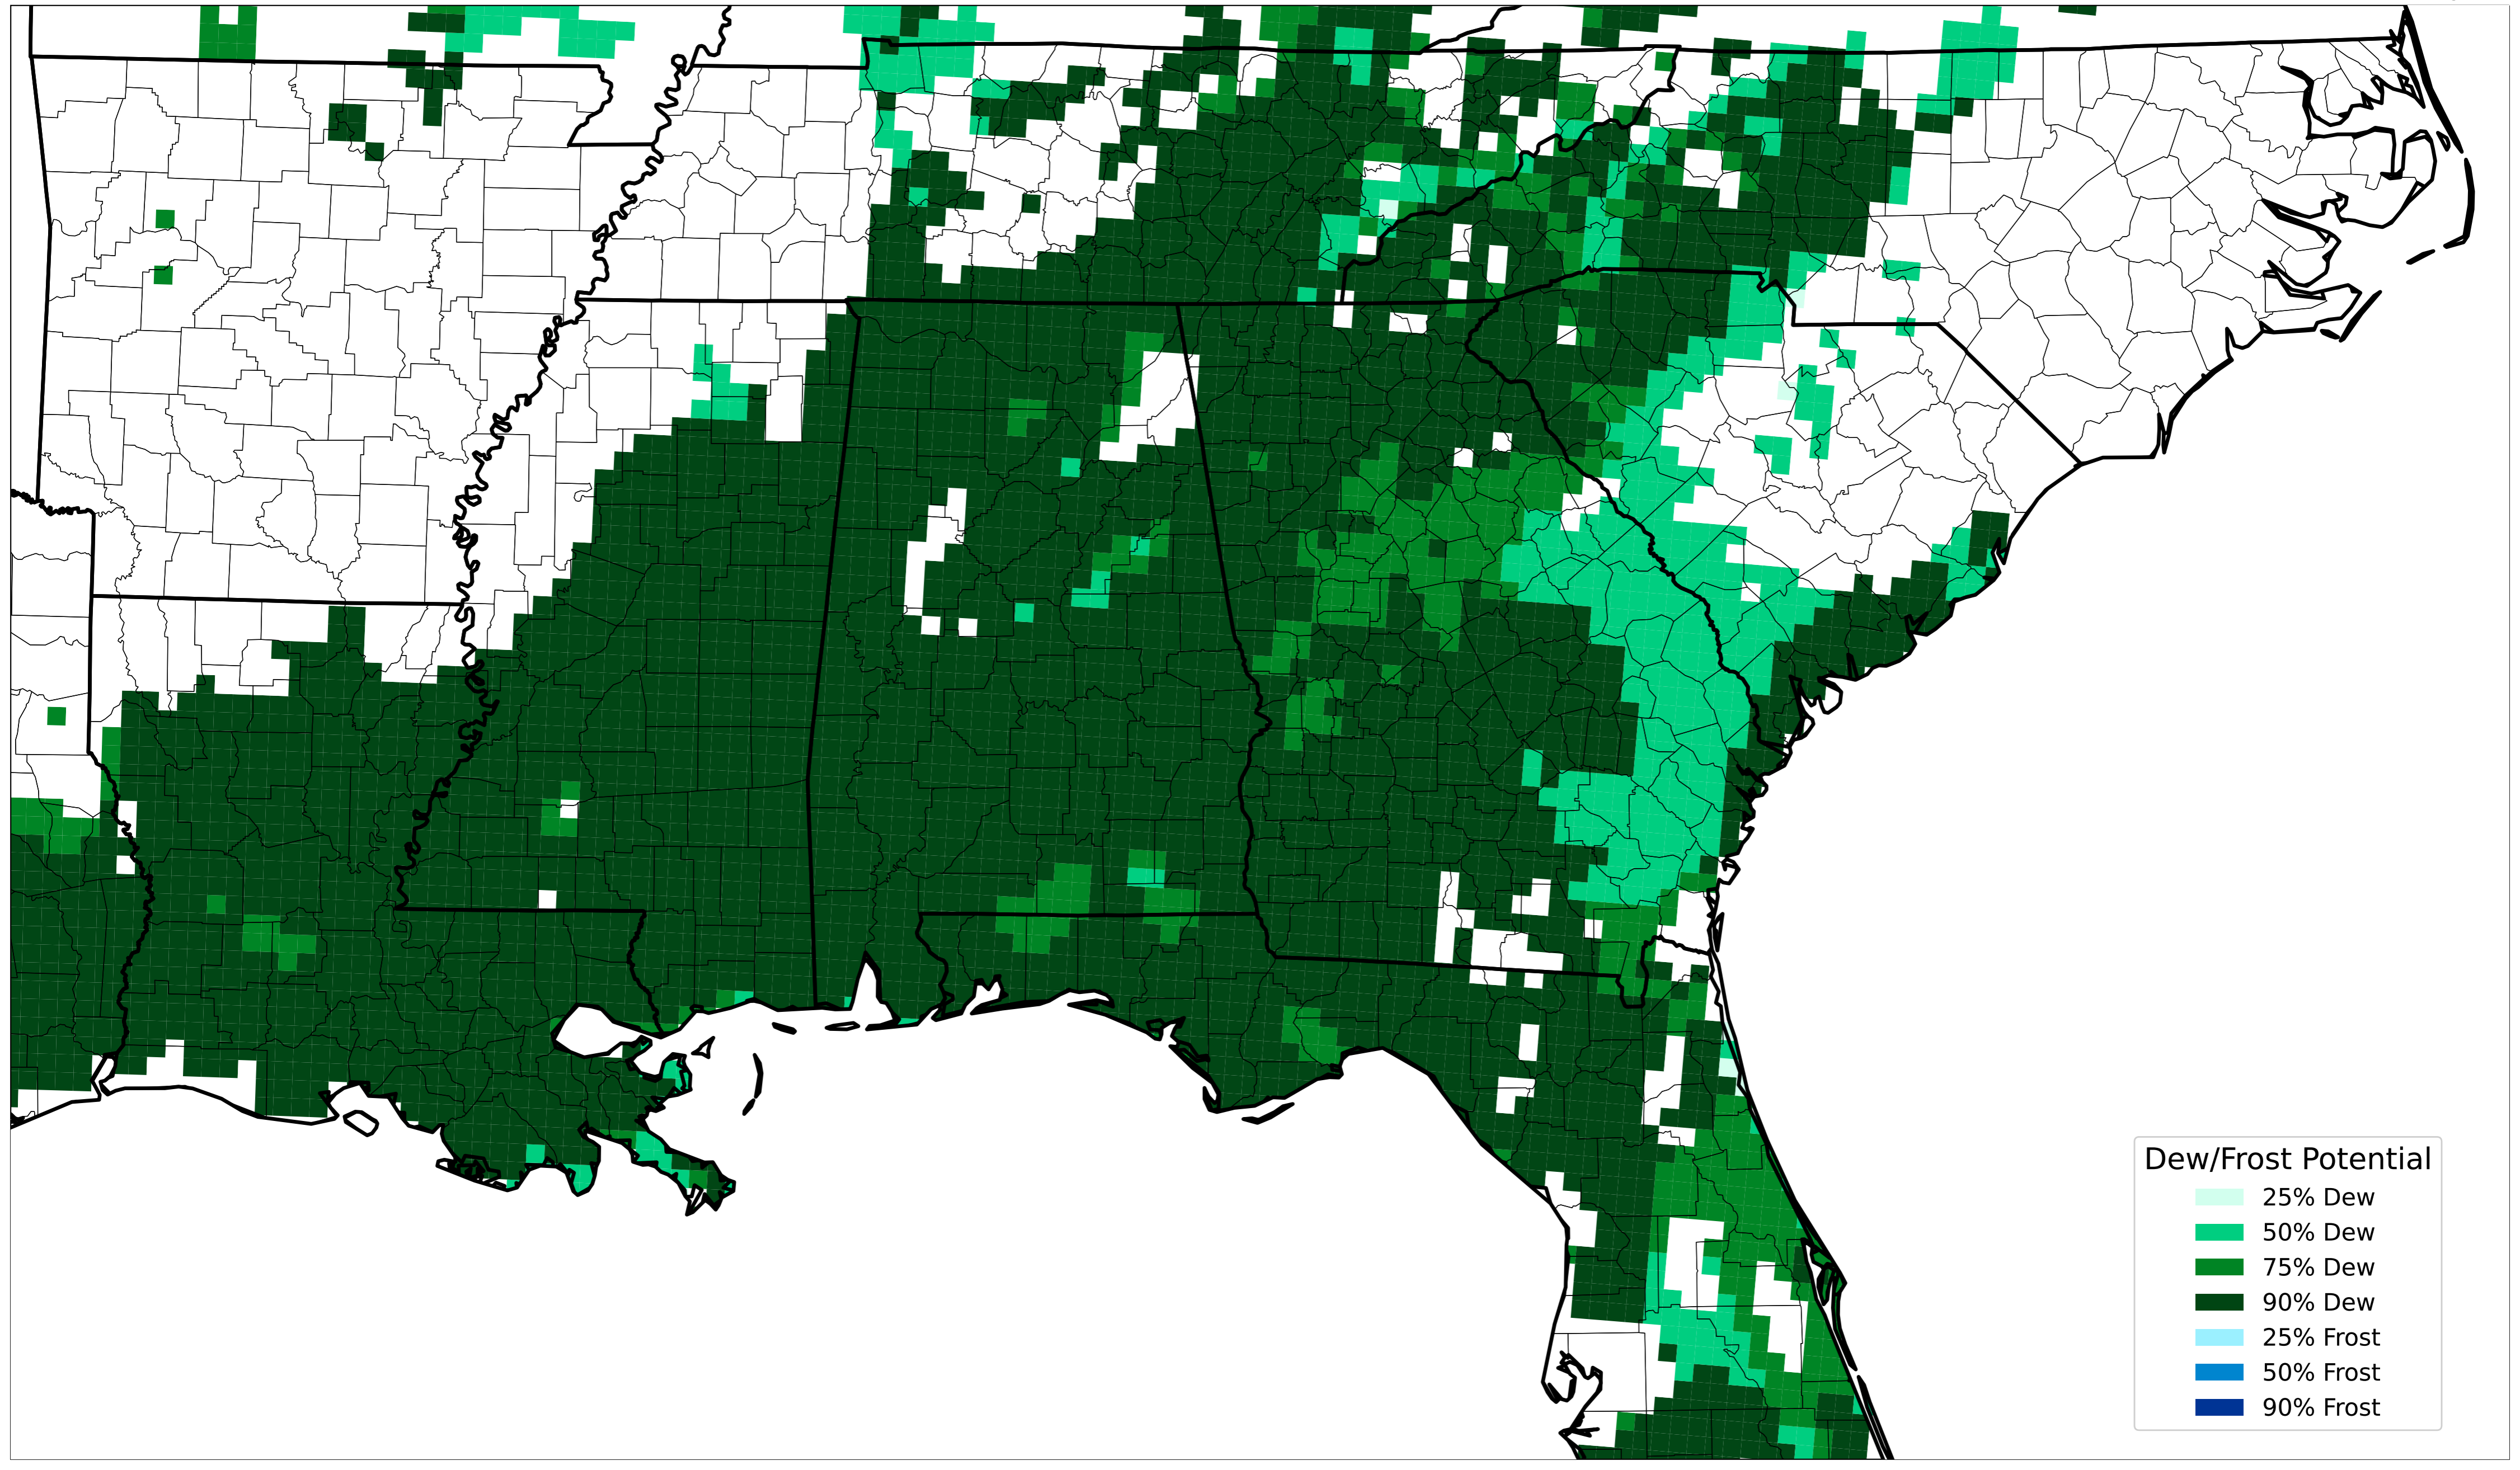 Dew/Frost Potential
25% Dew
50% Dew
75% Dew
90% Dew
25% Frost
50% Frost
90% Frost